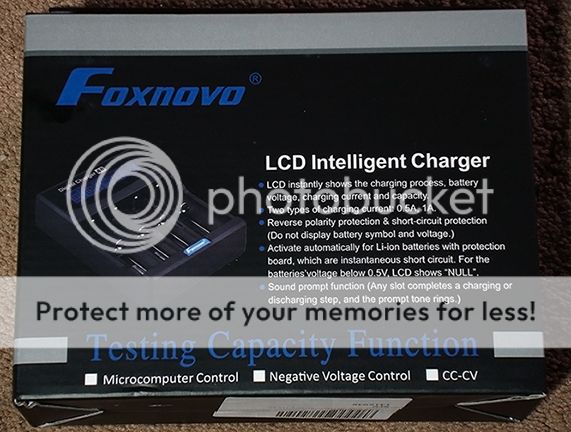 Foxnovo®
LCD Intelligent Charger
LCD instantly shows the charging process, battery
voltage, charging current and capacity.
Two types of charging current 0.5A 1A
Reverse polarity protection & short-circuit protection
(Do not display battery symbol and voltage.)
Activate automatically for Li-ion batteries with protection
board, which are instantaneous short circuit. For the
batteries'voltage below 0.5V, LCD shows "NULL".
Sound prompt function (Any slot completes a charging or
discharging step, and the prompt tone rings.)
photobucket
Protect more of your memories for less!
Testing Capacity Function
Microcomputer Control Negative Voltage Control CC-CV